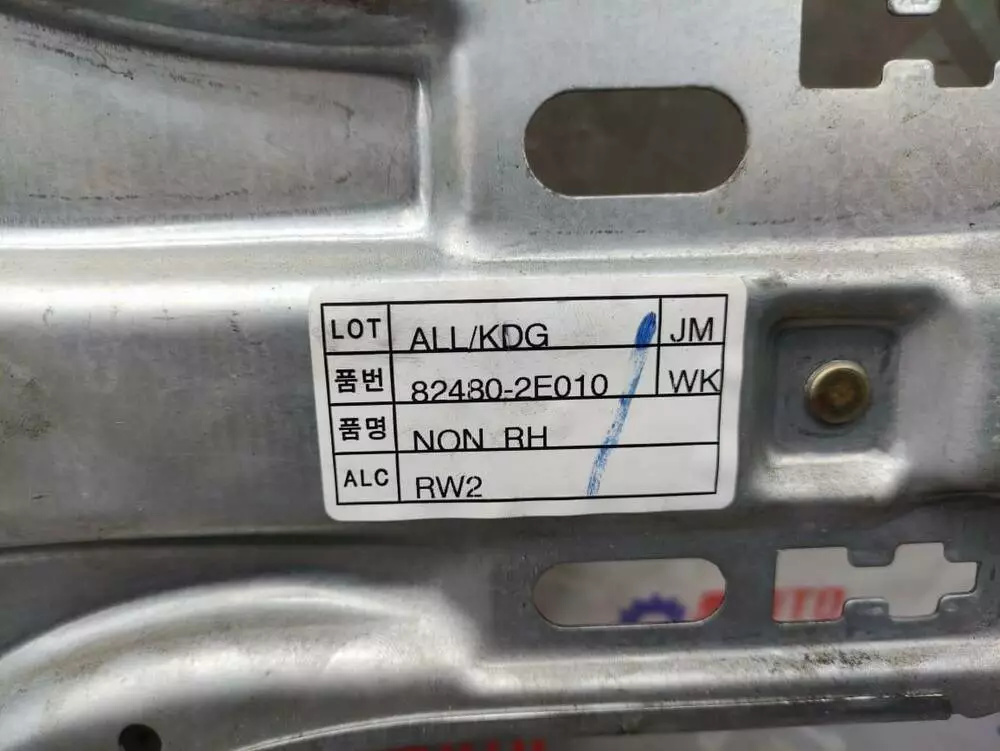 LOT ALL/KDG JM
품번 82480-2E010 WK
품명 NON RH
ALC RW2